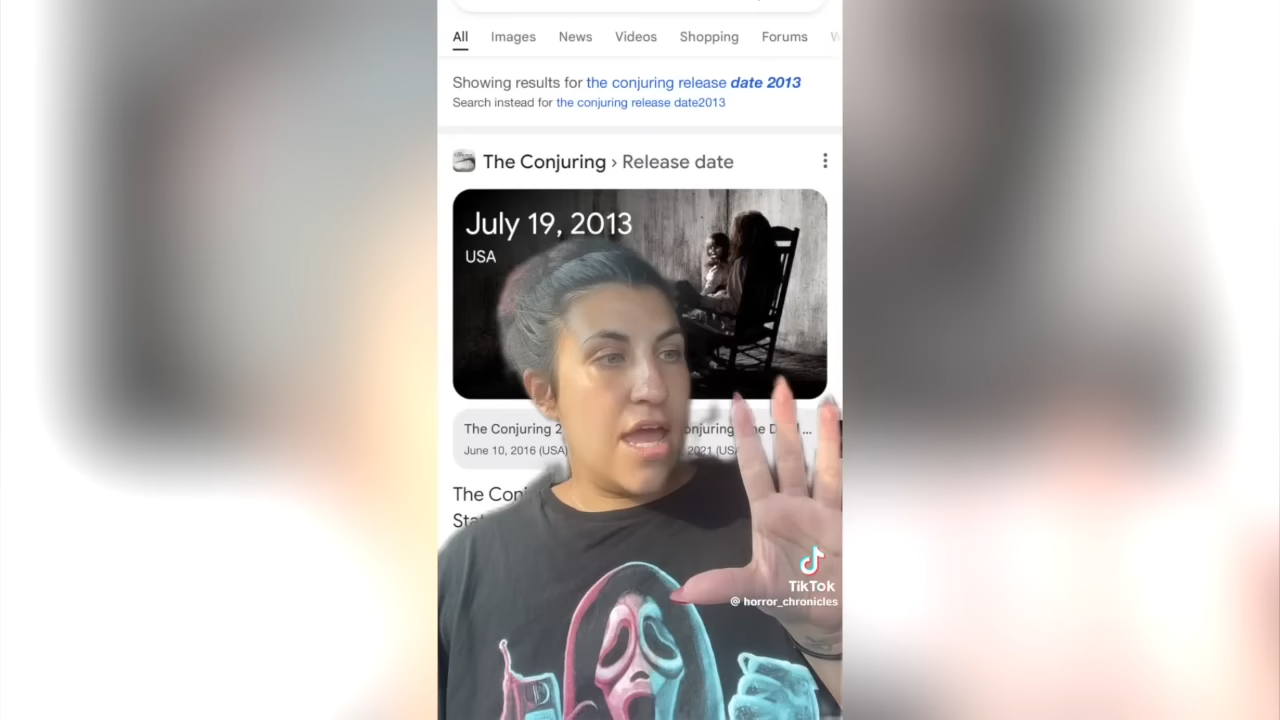 All Images News Videos Shopping Forums
Showing results for the conjuring release date 2013
Search instead for the conjuring release date2013
The Conjuring › Release date
July 19, 2013
USA
The Conjuring 2
June 10, 2016 (USA)
2021
The
TikTok
@ horror_chronicles